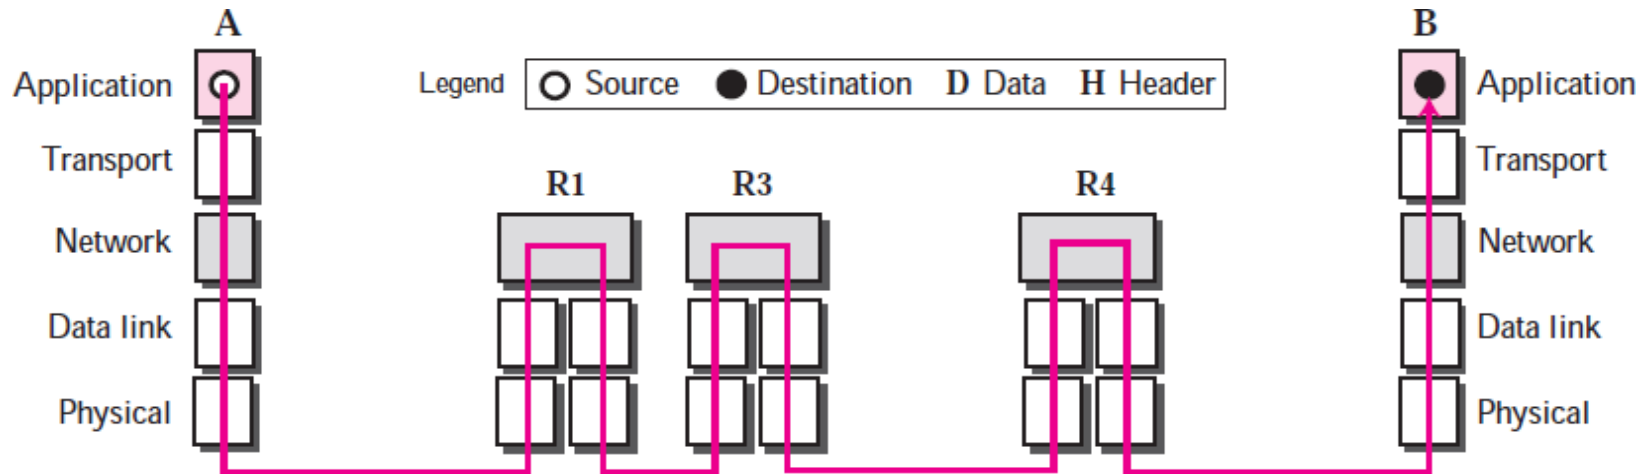 A
B
Application
Legend
Source Destination D Data H Header
Application
Transport
Transport
R1
R3
R4
Network
Network
Data link
Data link
Physical
Physical